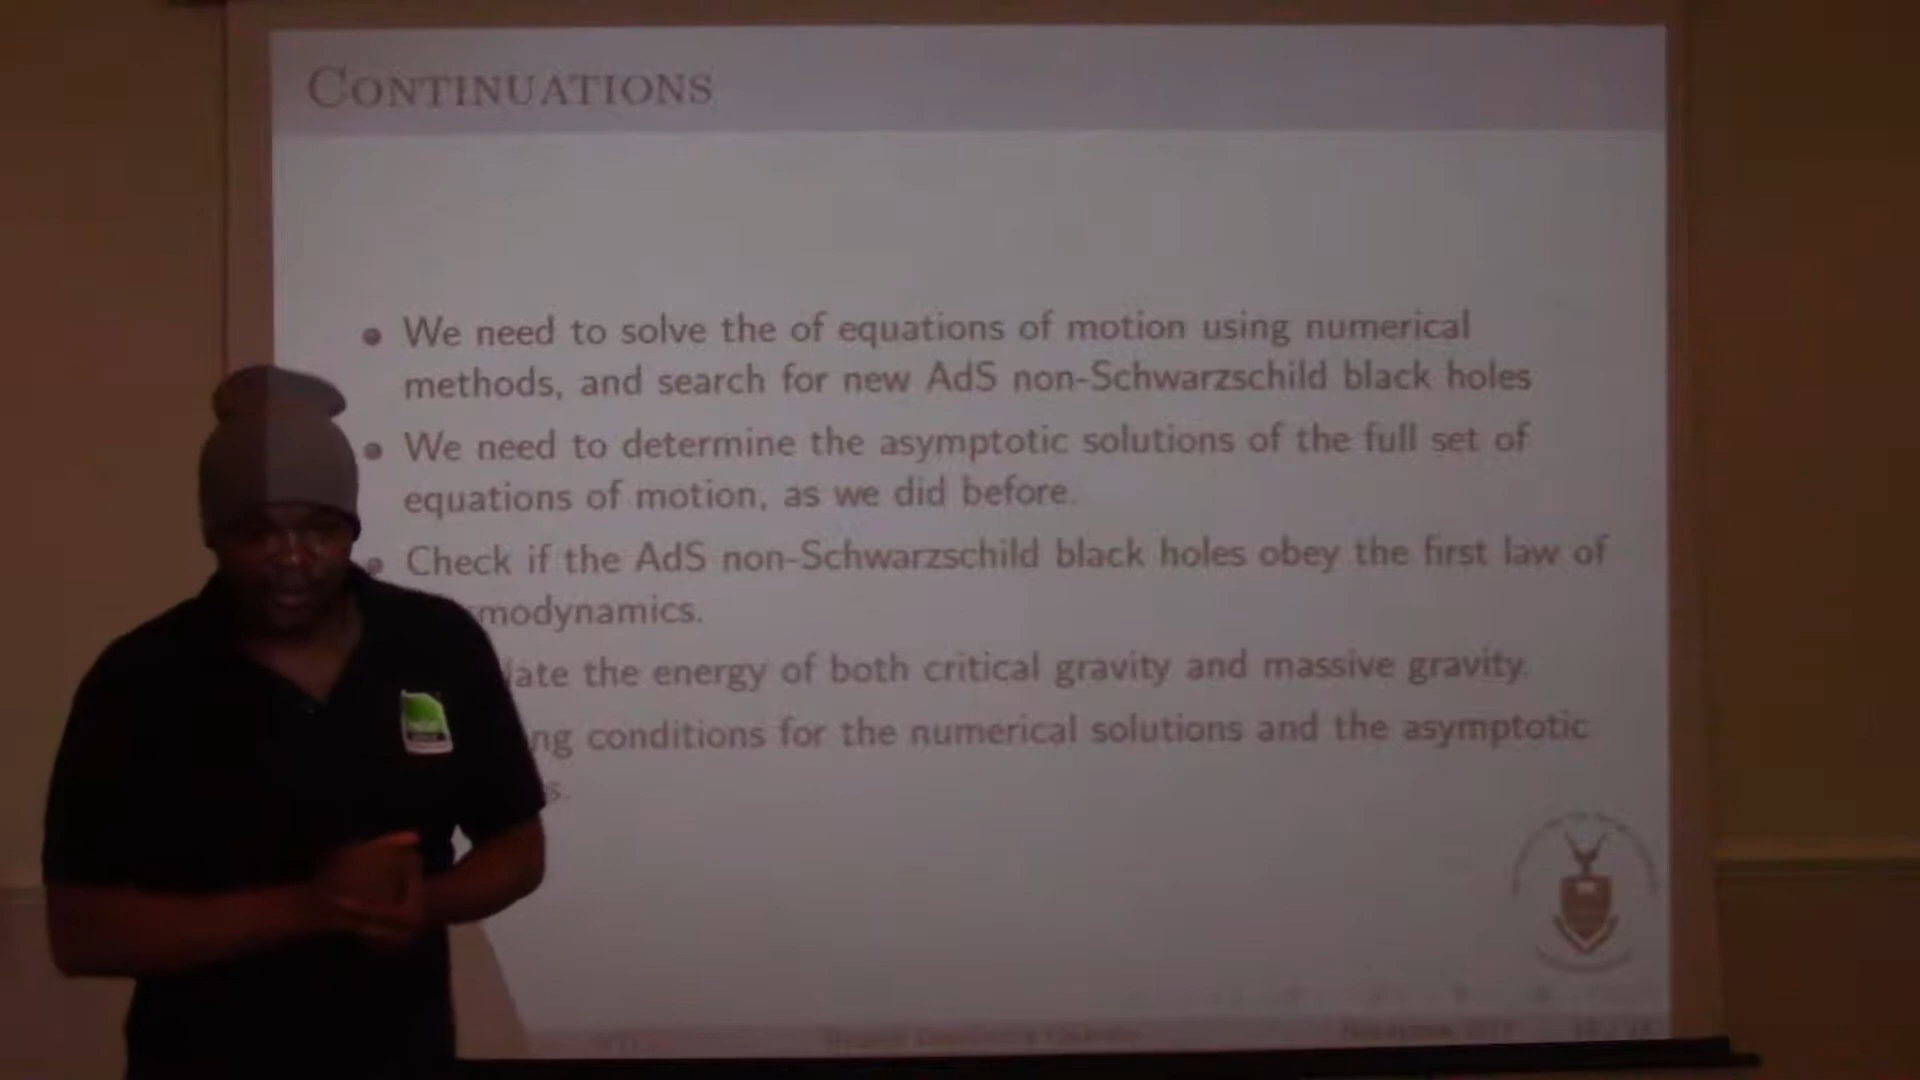 CONTINUATIONS
• We need to solve the of equations of motion using numerical
methods, and search for new AdS non-Schwarzschild black holes
• We need to determine the asymptotic solutions of the full set of
equations of motion, as we did before.
• Check if the AdS non-Schwarzschild black holes obey the first law of
modynamics.
late the energy of both critical gravity and massive gravity.
ng conditions for the numerical solutions and the asymptotic
s.